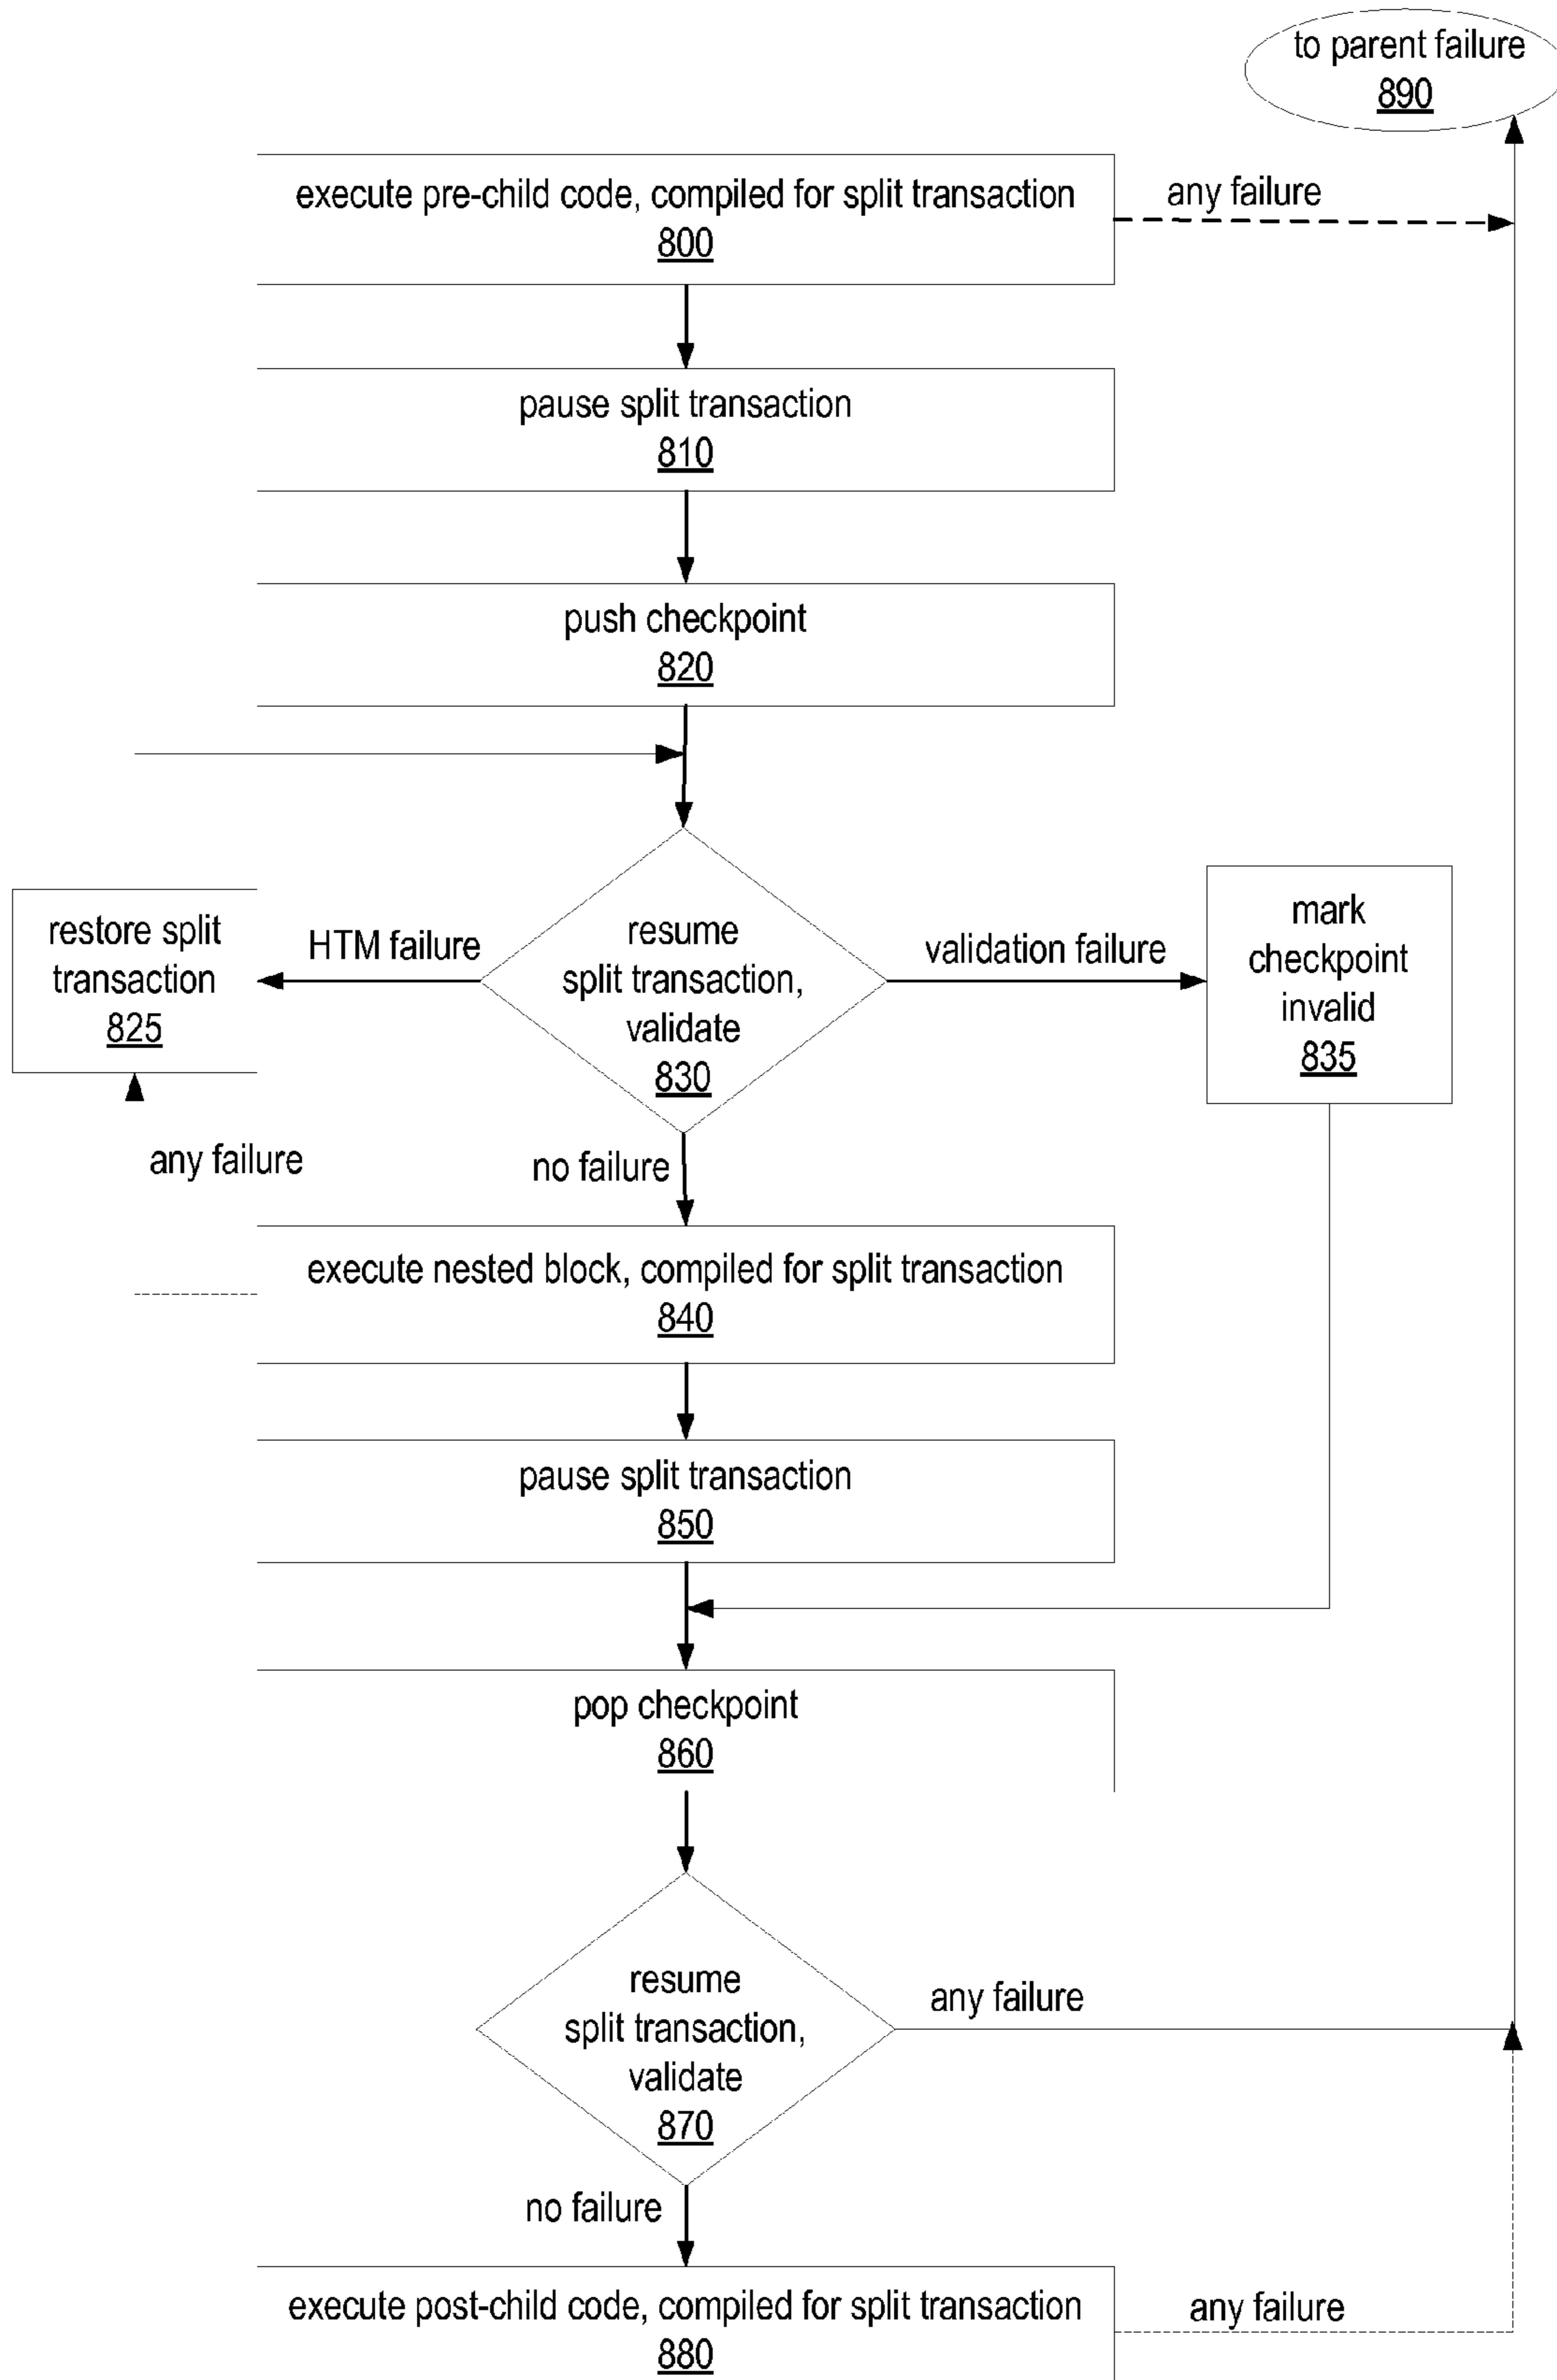 to parent failure
890
execute pre-child code, compiled for split transaction
800
any failure
pause split transaction
810
push checkpoint
820
restore split
transaction
825
HTM failure
resume
split transaction,
validate
830
validation failure
mark
checkpoint
invalid
835
any failure
no failure
execute nested block, compiled for split transaction
840
pause split transaction
850
pop checkpoint
860
resume
split transaction,
validate
870
any failure
no failure
execute post-child code, compiled for split transaction
880
any failure